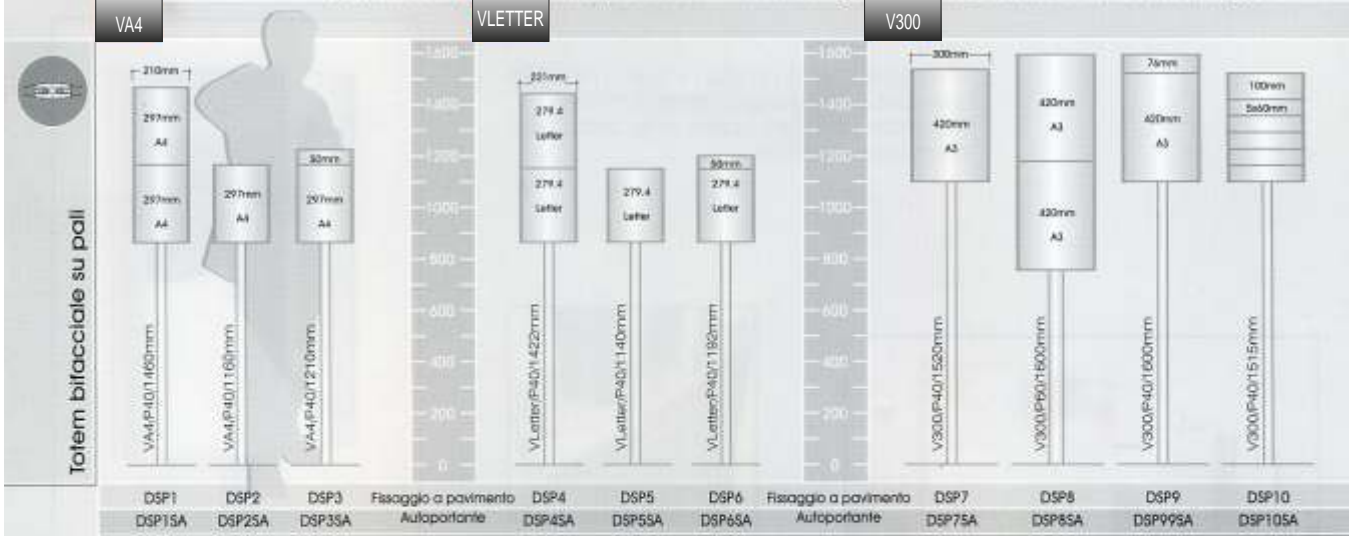 VA4
VLETTER
V300
Totem bifacciale su pali
210mm
297mm
A4
297mm
A4
VA4/P40/1460mm
297mm
A4
VA4/P40/1160mm
50mm
297mm
A4
VA4/P40/1210mm
1600
1400
1200
1000
800
600
400
200
0
231mm
279.4
Letter
279.4
Letter
VLetter/P40/1422mm
279.4
Letter
VLetter/P40/1140mm
50mm
279.4
Letter
VLetter/P40/1192mm
1600
1400
1200
1000
800
600
400
200
0
300mm
420mm
A3
V300/P40/1520mm
420mm
A3
420mm
A3
V300/P60/1600mm
76mm
420mm
A3
V300/P40/1600mm
100mm
5x60mm
V300/P40/1515mm
DSP1 DSP2 DSP3 Fissaggio a pavimento DSP4 DSP5 DSP6 Fissaggio a pavimento DSP7 DSP8 DSP9 DSP10
DSP1SA DSP2SA DSP3SA Autoportante DSP4SA DSP5SA DSP6SA Autoportante DSP7SA DSP8SA DSP99SA DSP10SA